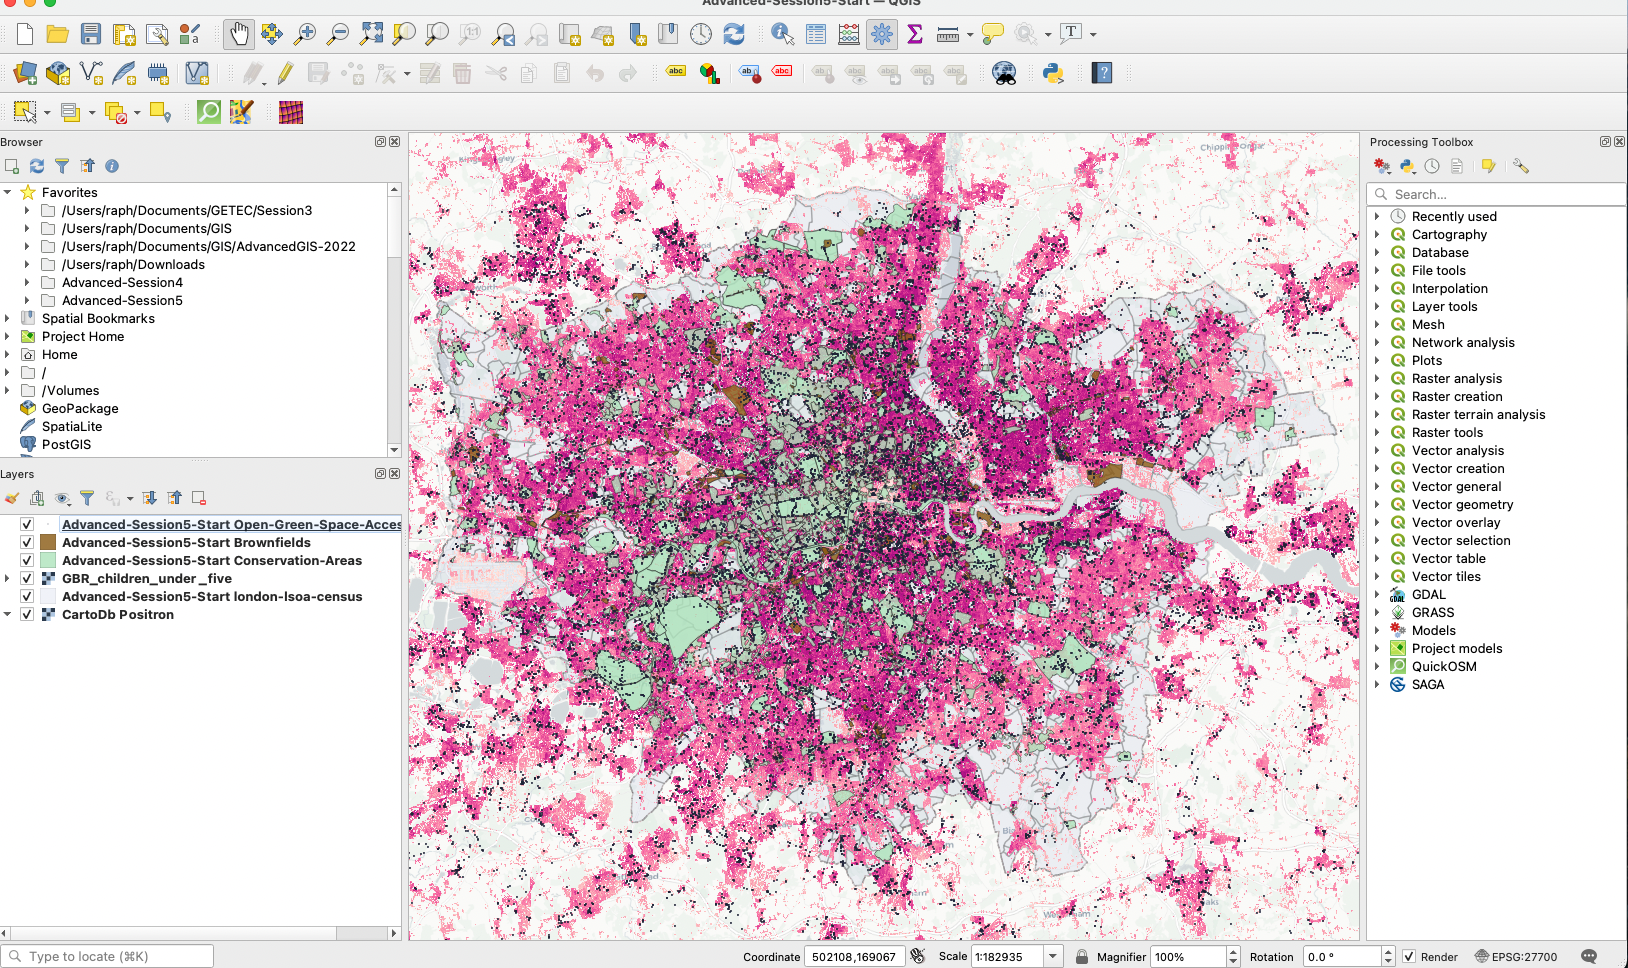 Advanced-Session5-Start — QGIS
Browser
Favorites
/Users/raph/Documents/GETEC/Session3
/Users/raph/Documents/GIS
/Users/raph/Documents/GIS/AdvancedGIS-2022
/Users/raph/Downloads
Advanced-Session4
Advanced-Session5
Spatial Bookmarks
Project Home
Home
/
/Volumes
GeoPackage
SpatiaLite
PostGIS
Layers
Advanced-Session5-Start Open-Green-Space-Acces
Advanced-Session5-Start Brownfields
Advanced-Session5-Start Conservation-Areas
GBR_children_under_five
Advanced-Session5-Start london-lsoa-census
CartoDb Positron
Processing Toolbox
Search...
Recently used
Cartography
Database
File tools
Interpolation
Layer tools
Mesh
Network analysis
Plots
Raster analysis
Raster creation
Raster terrain analysis
Raster tools
Vector analysis
Vector creation
Vector general
Vector geometry
Vector overlay
Vector selection
Vector table
Vector tiles
GDAL
GRASS
Models
Project models
QuickOSM
SAGA
Type to locate (⌘K)
Coordinate 502108,169067 Scale 1:182935 Magnifier 100% Rotation 0.0 ° Render EPSG:27700